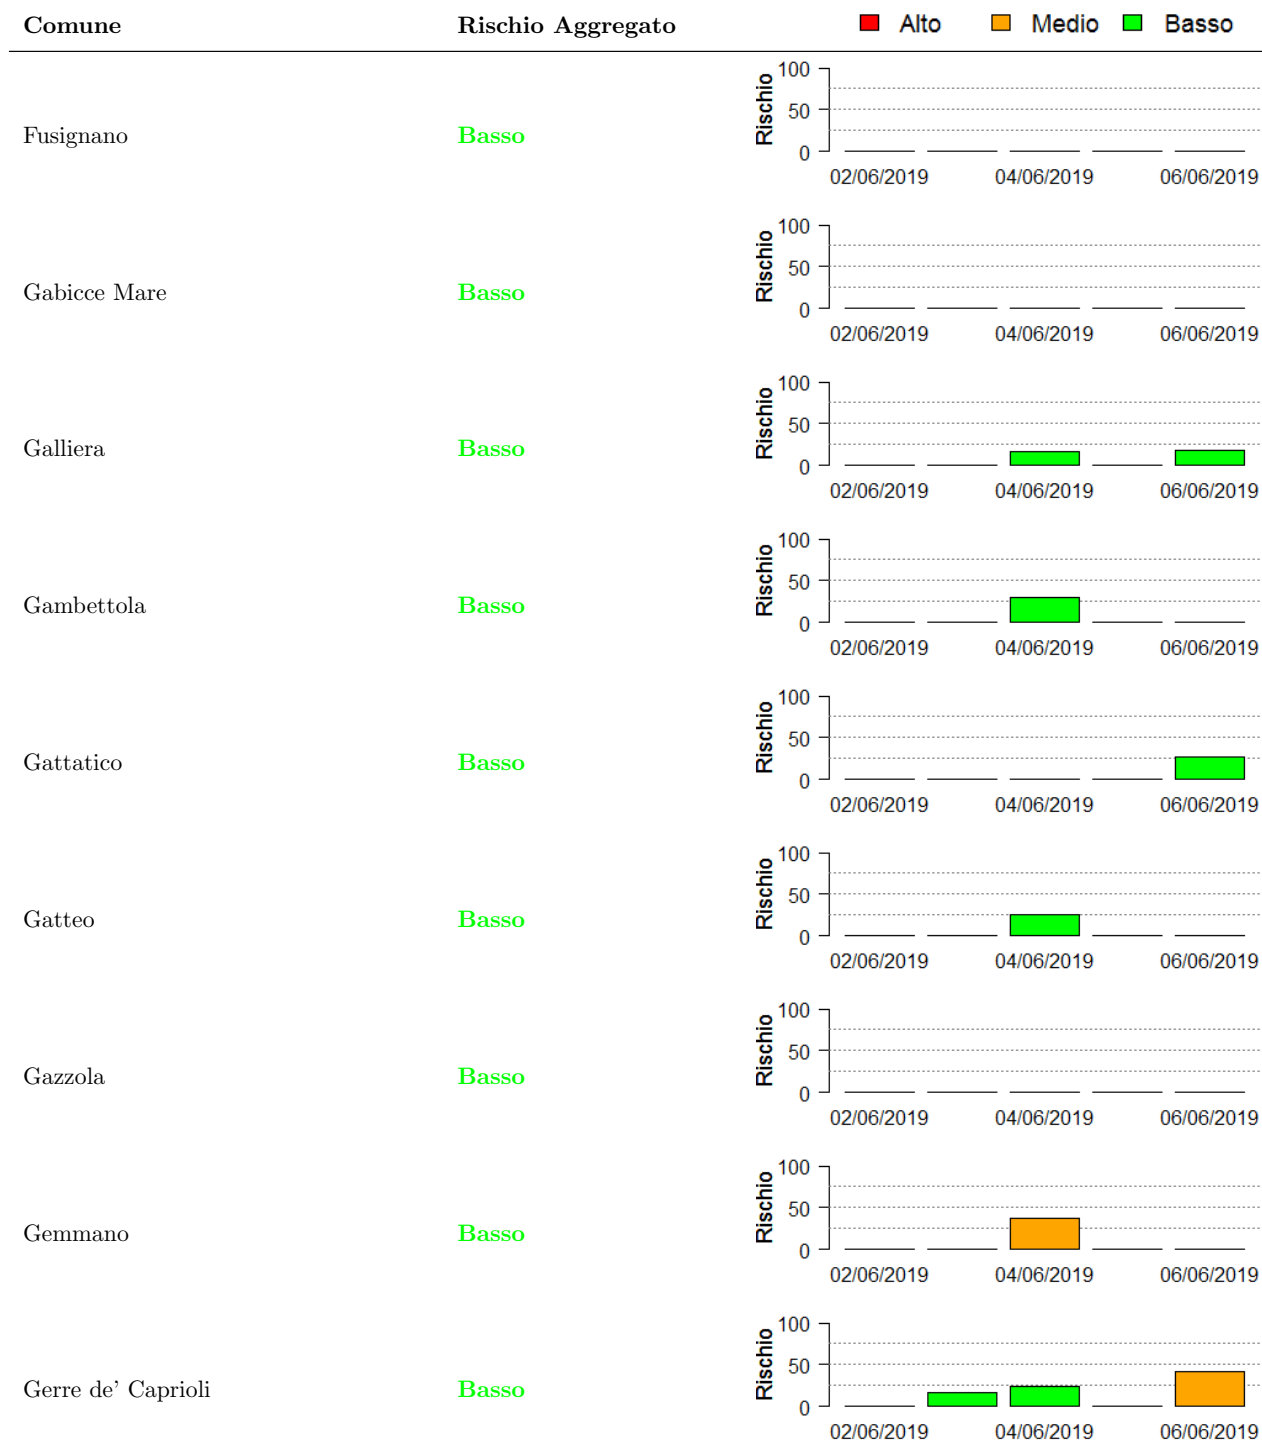 Comune Rischio Aggregato Alto Medio Basso
Fusignano Basso Rischio 100 50 0
02/06/2019 04/06/2019 06/06/2019
Gabicce Mare Basso Rischio 100 50 0
02/06/2019 04/06/2019 06/06/2019
Galliera Basso Rischio 100 50 0
02/06/2019 04/06/2019 06/06/2019
Gambettola Basso Rischio 100 50 0
02/06/2019 04/06/2019 06/06/2019
Gattatico Basso Rischio 100 50 0
02/06/2019 04/06/2019 06/06/2019
Gatteo Basso Rischio 100 50 0
02/06/2019 04/06/2019 06/06/2019
Gazzola Basso Rischio 100 50 0
02/06/2019 04/06/2019 06/06/2019
Gemmano Basso Rischio 100 50 0
02/06/2019 04/06/2019 06/06/2019
Gerre de' Caprioli Basso Rischio 100 50 0
02/06/2019 04/06/2019 06/06/2019